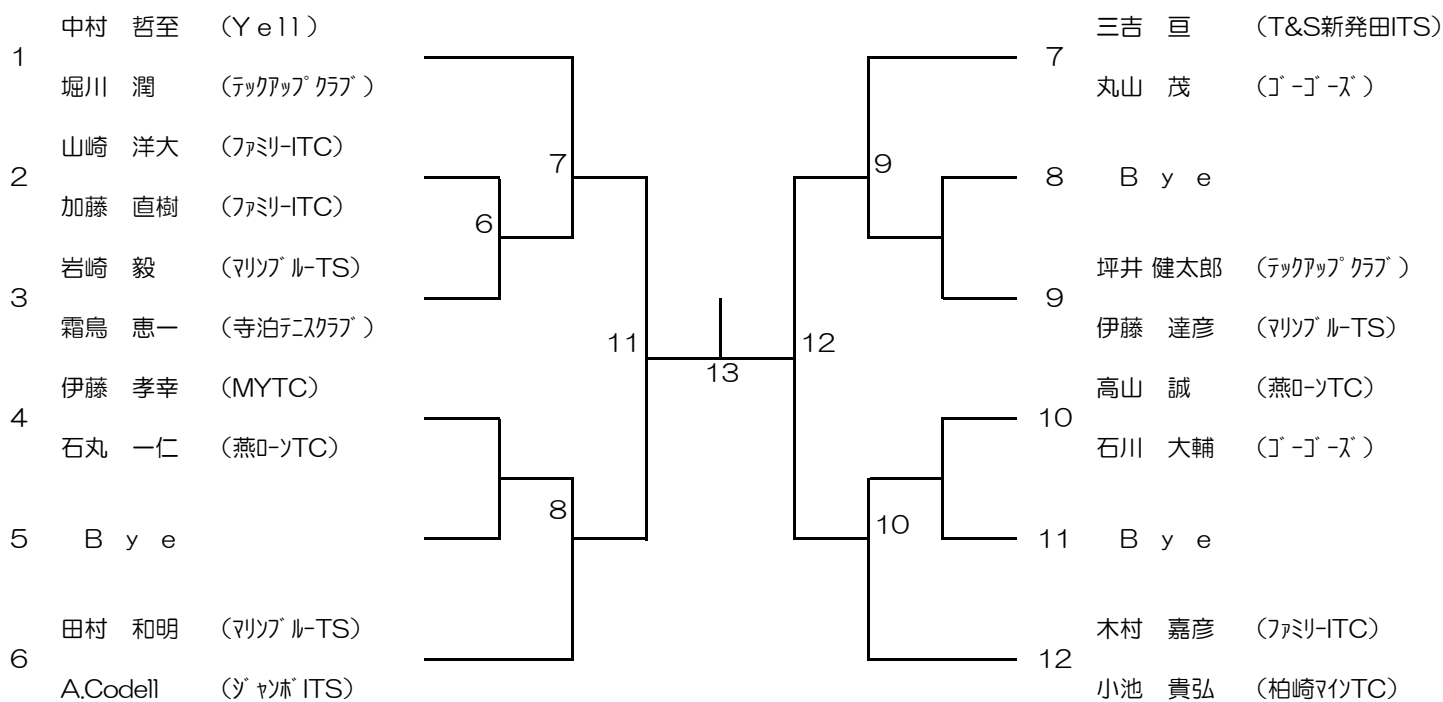 中村　哲至　（Ｙｅｌｌ）
1
堀川　潤　（ﾃｯｸｱｯﾌﾟｸﾗﾌﾞ）
山崎　洋大　（ﾌｧﾐﾘｰITC）
2
加藤　直樹　（ﾌｧﾐﾘｰITC）
岩崎　毅　（ﾏﾘﾝﾌﾞﾙｰTS）
3
霜鳥　恵一　（寺泊ﾃﾆｽｸﾗﾌﾞ）
伊藤　孝幸　（MYTC）
4
石丸　一仁　（燕ﾛｰﾝTC）
5　Ｂ　ｙ　ｅ
田村　和明　（ﾏﾘﾝﾌﾞﾙｰTS）
6
A.Codell　（ｼﾞｬﾝﾎﾞITS）
7
6
8
11
13
12
9
10
三吉　亘　（T&S新発田ITS）
7
丸山　茂　（ｺﾞｰｺﾞｰｽﾞ）
8　Ｂ　ｙ　ｅ
坪井 健太郎　（ﾃｯｸｱｯﾌﾟｸﾗﾌﾞ）
9
伊藤　達彦　（ﾏﾘﾝﾌﾞﾙｰTS）
高山　誠　（燕ﾛｰﾝTC）
10
石川　大輔　（ｺﾞｰｺﾞｰｽﾞ）
11　Ｂ　ｙ　ｅ
木村　嘉彦　（ﾌｧﾐﾘｰITC）
12
小池　貴弘　（柏崎ﾏｲﾝTC）